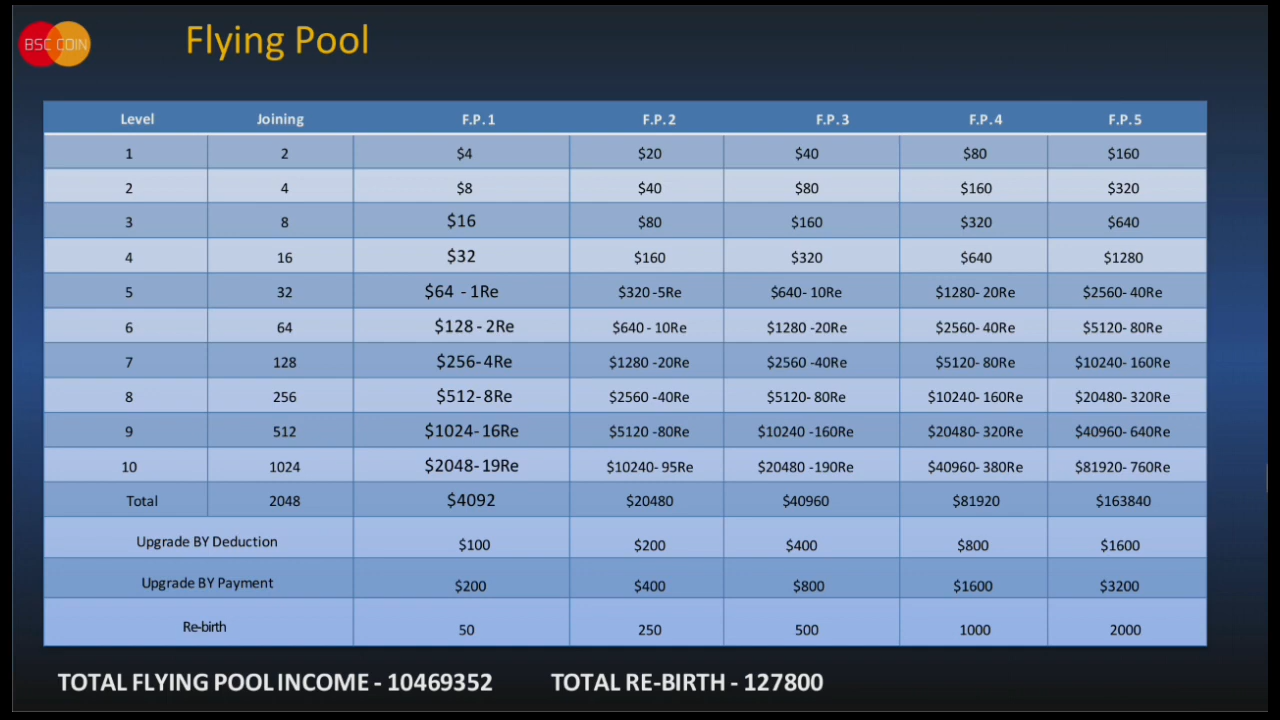 BSC COIN
Flying Pool
Level Joining F.P.1 F.P.2 F.P.3 F.P.4 F.P.5
1 2 $4 $20 $40 $80 $160
2 4 $8 $40 $80 $160 $320
3 8 $16 $80 $160 $320 $640
4 16 $32 $160 $320 $640 $1280
5 32 $64 - 1Re $320 -5Re $640- 10Re $1280- 20Re $2560- 40Re
6 64 $128 - 2Re $640 - 10Re $1280 -20Re $2560- 40Re $5120- 80Re
7 128 $256- 4Re $1280 -20Re $2560 -40Re $5120- 80Re $10240- 160Re
8 256 $512- 8Re $2560 -40Re $5120- 80Re $10240- 160Re $20480- 320Re
9 512 $1024- 16Re $5120 -80Re $10240 -160Re $20480- 320Re $40960- 640Re
10 1024 $2048- 19Re $10240- 95Re $20480 -190Re $40960- 380Re $81920- 760Re
Total 2048 $4092 $20480 $40960 $81920 $163840
Upgrade BY Deduction $100 $200 $400 $800 $1600
Upgrade BY Payment $200 $400 $800 $1600 $3200
Re-birth 50 250 500 1000 2000
TOTAL FLYING POOL INCOME - 10469352 TOTAL RE-BIRTH - 127800